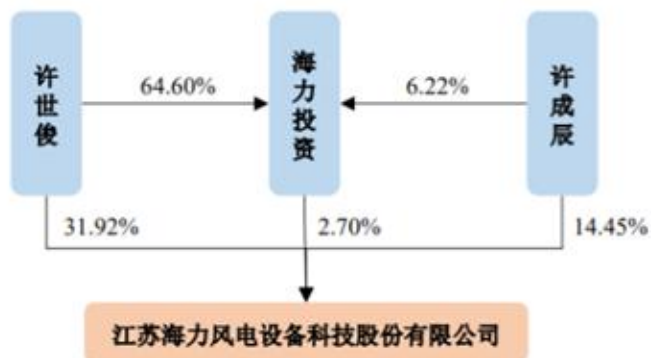 许世俊
64.60%
海力投资
6.22%
许成辰
31.92%
2.70%
14.45%
江苏海力风电设备科技股份有限公司